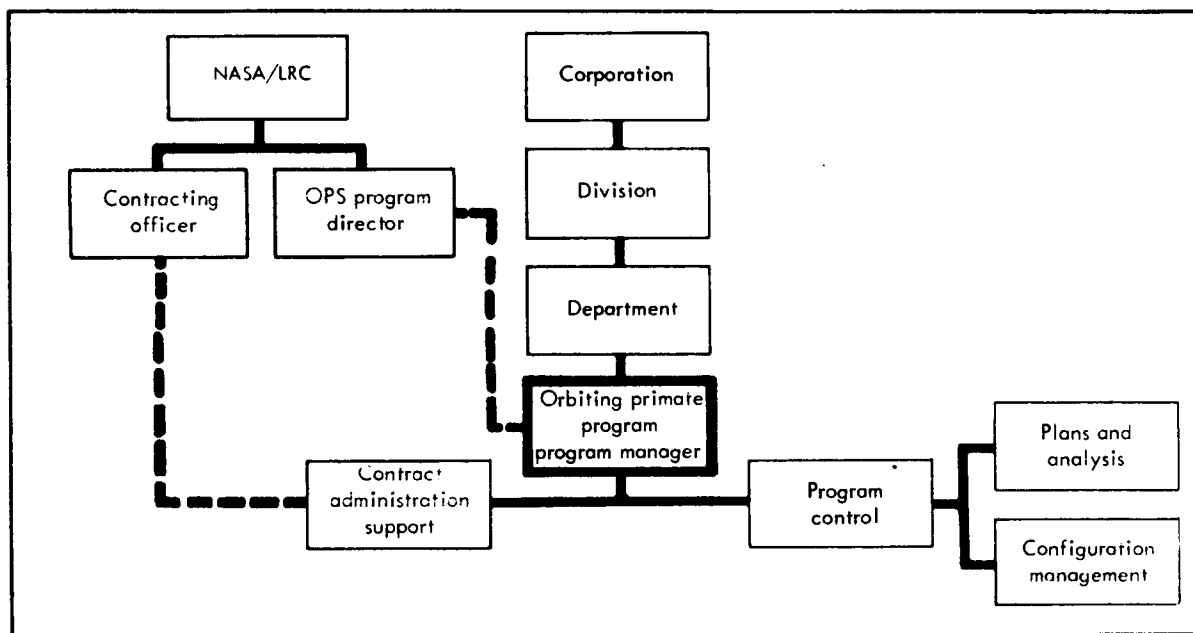 NASA/LRC
Corporation
Contracting
officer
OPS program
director
Division
Department
Orbiting primate
program
program manager
Contract
administration
support
Program
control
Plans and
analysis
Configuration
management